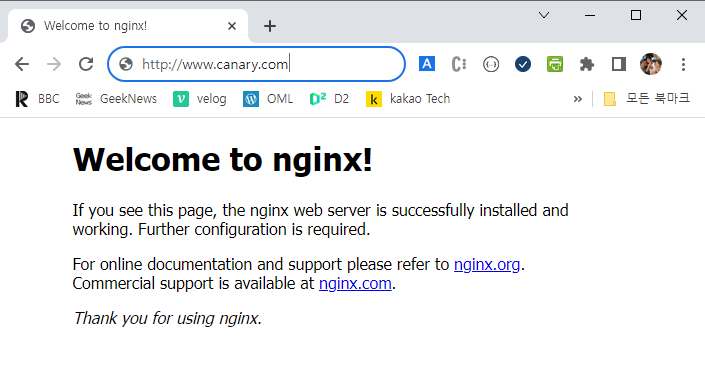 Welcome to nginx!
http://www.canary.com
BBC GeekNews velog OML D2 kakao Tech » 모든 북마크
Welcome to nginx!
If you see this page, the nginx web server is successfully installed and
working. Further configuration is required.
For online documentation and support please refer to nginx.org.
Commercial support is available at nginx.com.
Thank you for using nginx.